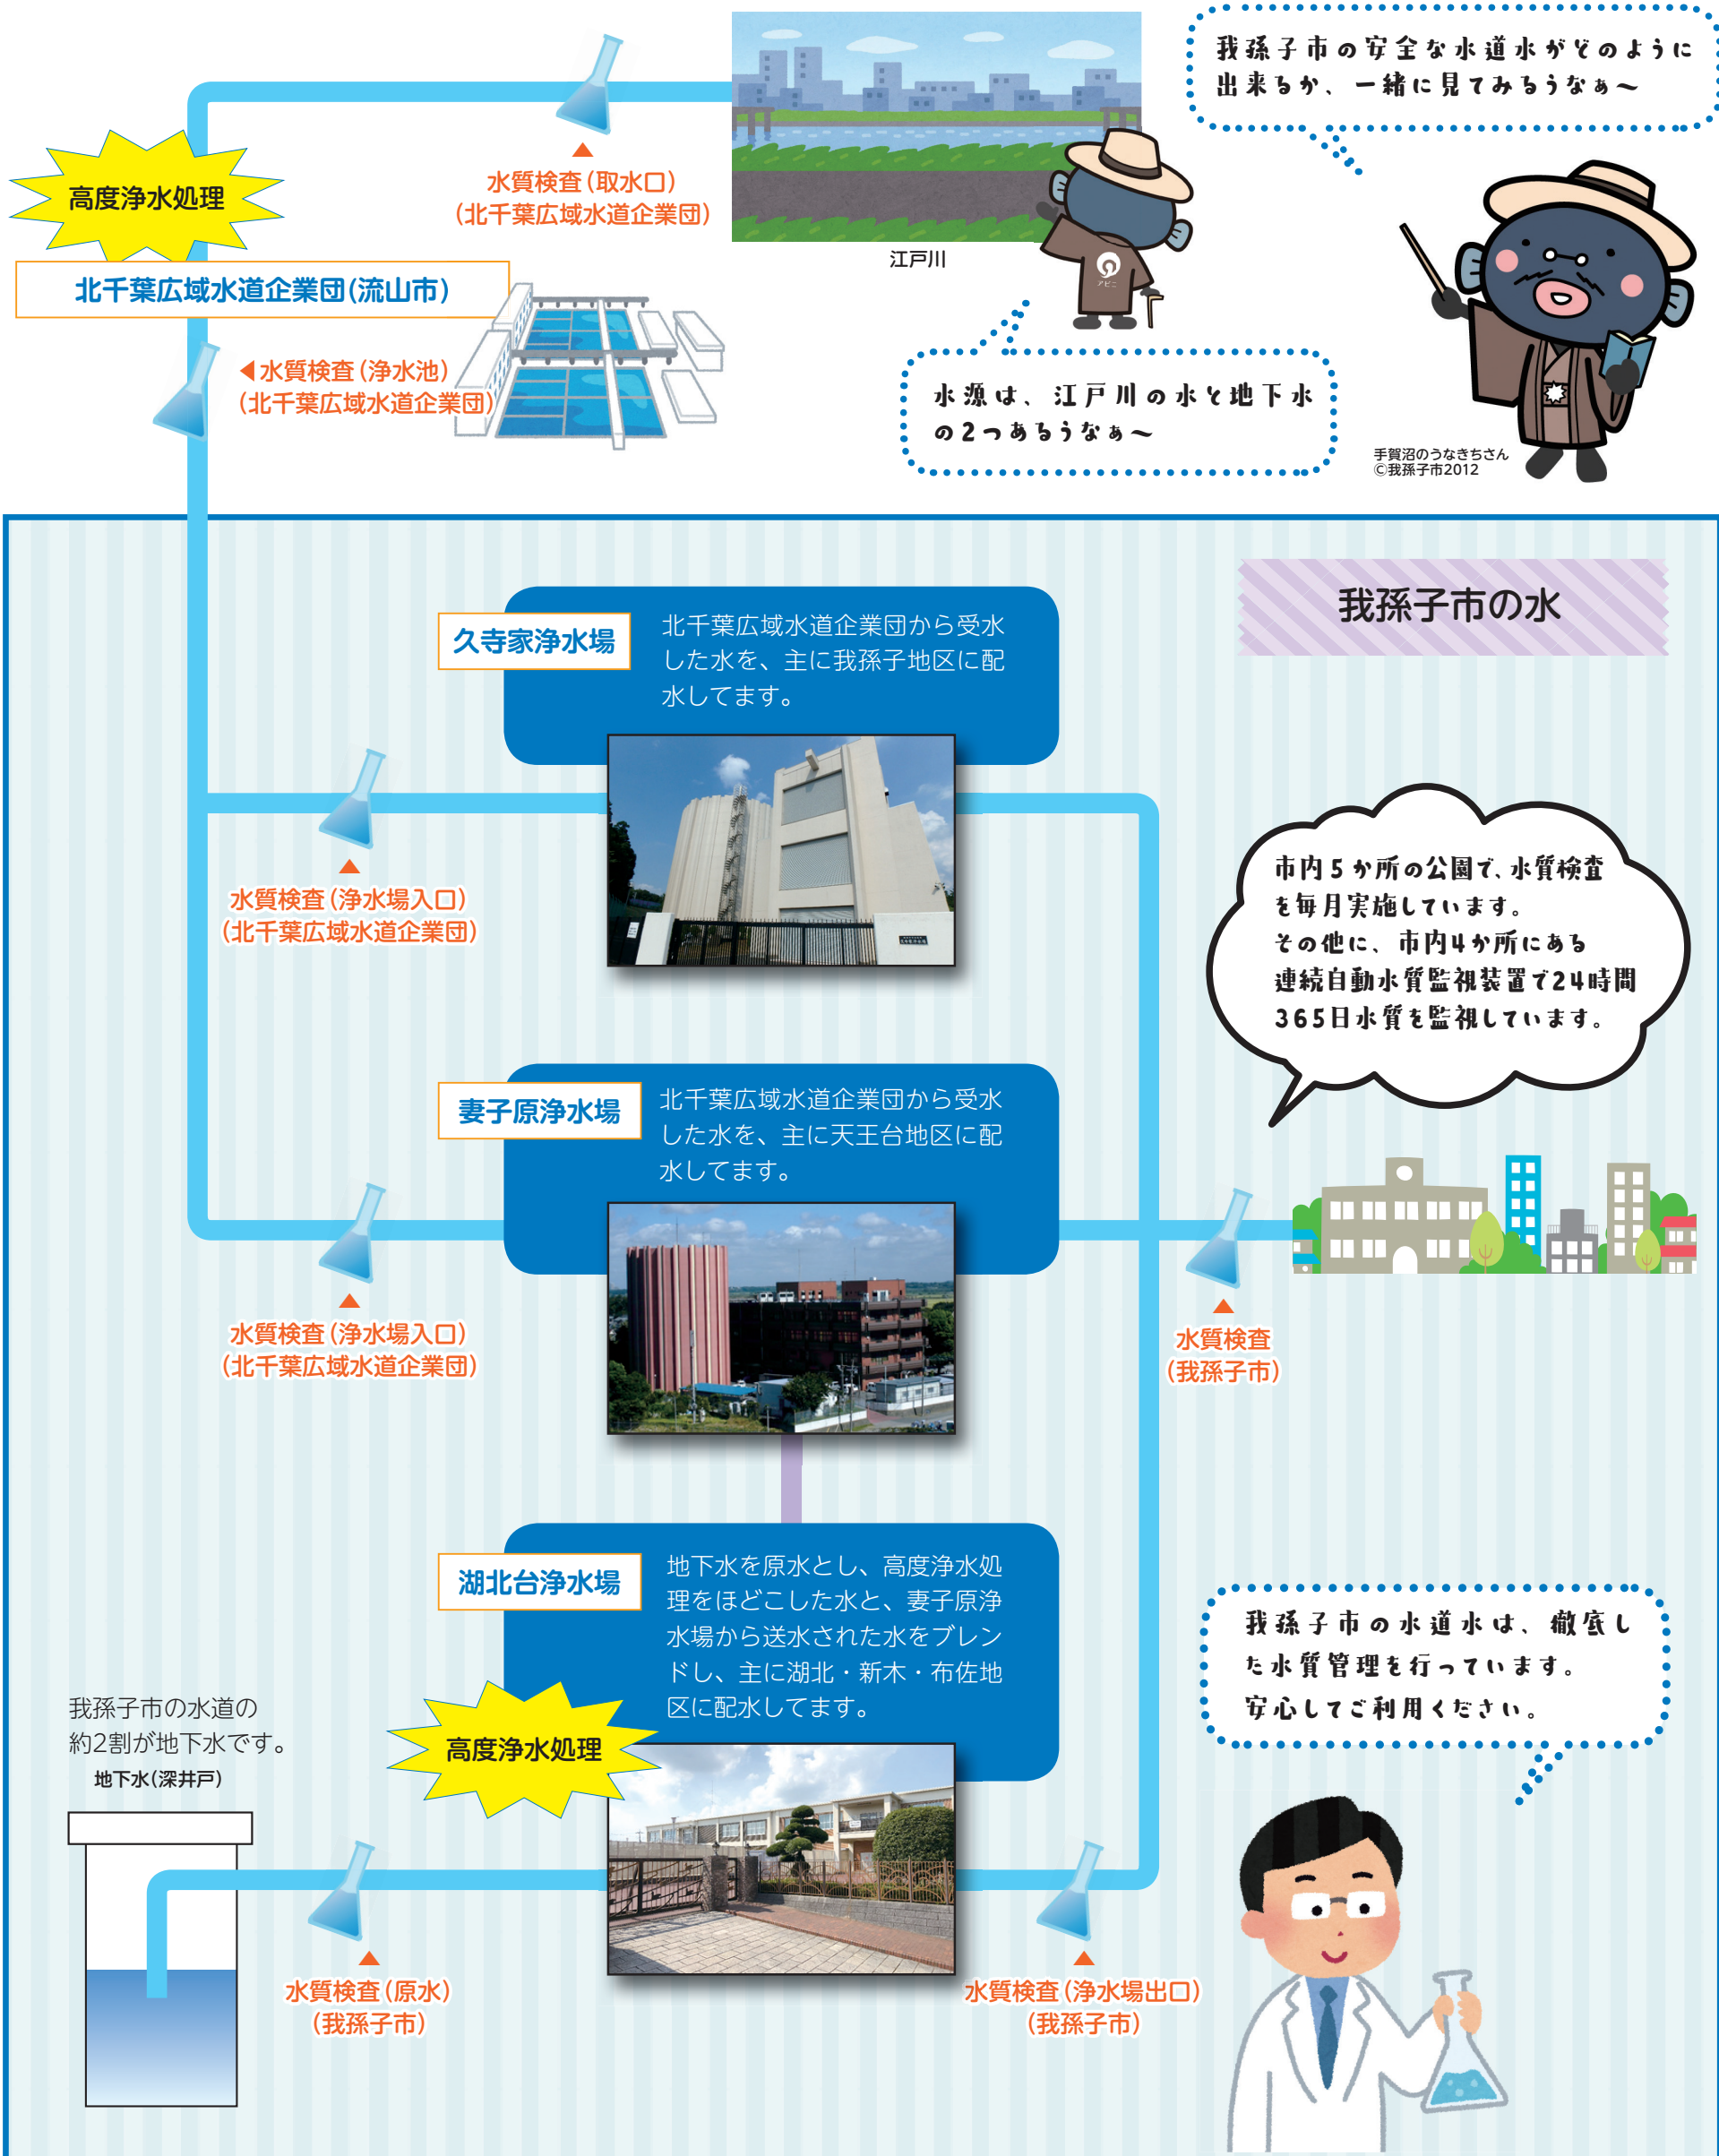 我孫子市の安全な水道水がどのように
出来るか、一緒に見てみるうなぁ～
高度浄水処理
水質検査(取水口)
(北千葉広域水道企業団)
江戸川
アビコ
北千葉広域水道企業団(流山市)
◀水質検査(浄水池)
(北千葉広域水道企業団)
水源は、江戸川の水と地下水
の2つあるうなぁ～
手賀沼のうなきちさん
©我孫子市2012
我孫子市の水
久寺家浄水場
北千葉広域水道企業団から受水
した水を、主に我孫子地区に配
水してます。
水質検査(浄水場入口)
(北千葉広域水道企業団)
市内5か所の公園で、水質検査
を毎月実施しています。
その他に、市内4か所にある
連続自動水質監視装置で24時間
365日水質を監視しています。
妻子原浄水場
北千葉広域水道企業団から受水
した水を、主に天王台地区に配
水してます。
水質検査(浄水場入口)
(北千葉広域水道企業団)
水質検査
(我孫子市)
湖北台浄水場
地下水を原水とし、高度浄水処
理をほどこした水と、妻子原浄
水場から送水された水をブレン
ドし、主に湖北・新木・布佐地
区に配水してます。
高度浄水処理
我孫子市の水道水は、徹底し
た水質管理を行っています。
安心してご利用ください。
我孫子市の水道の
約2割が地下水です。
地下水(深井戸)
水質検査(原水)
(我孫子市)
水質検査(浄水場出口)
(我孫子市)